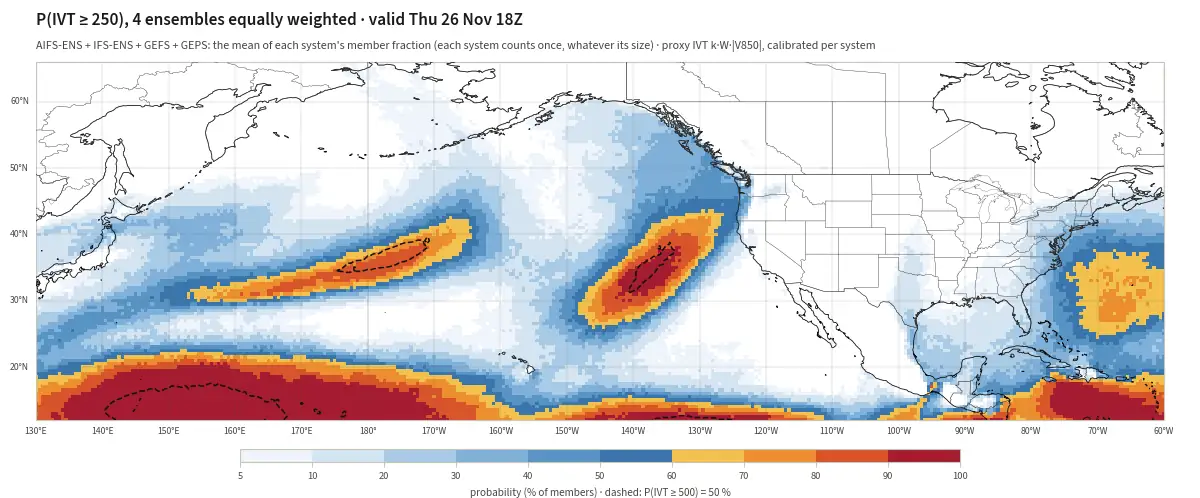 P(IVT ≥ 250), 4 ensembles equally weighted · valid Thu 26 Nov 18Z
AIFS-ENS + IFS-ENS + GEFS + GEPS: the mean of each system's member fraction (each system counts once, whatever its size) · proxy IVT k·W·|V850|, calibrated per system
60°N
50°N
40°N
30°N
20°N
130°E 140°E 150°E 160°E 170°E 180° 170°W 160°W 150°W 140°W 130°W 120°W 110°W 100°W 90°W 80°W 70°W 60°W
5 10 20 30 40 50 60 70 80 90 100
probability (% of members) · dashed: P(IVT ≥ 500) = 50 %